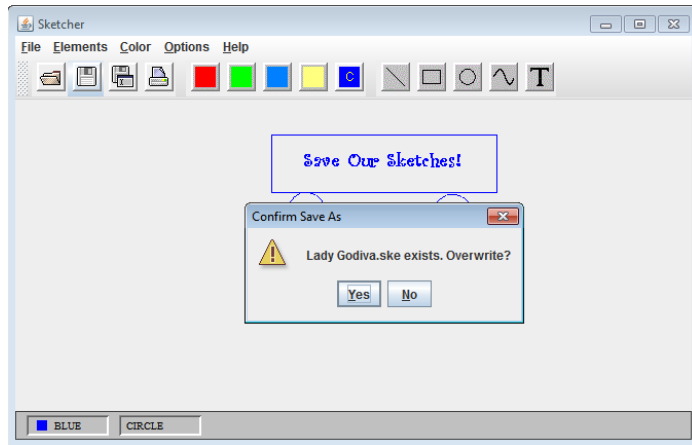 Sketcher
File Elements Color Options Help
C T
Save Our Sketches!
Confirm Save As
Lady Godiva.ske exists. Overwrite?
Yes No
BLUE CIRCLE